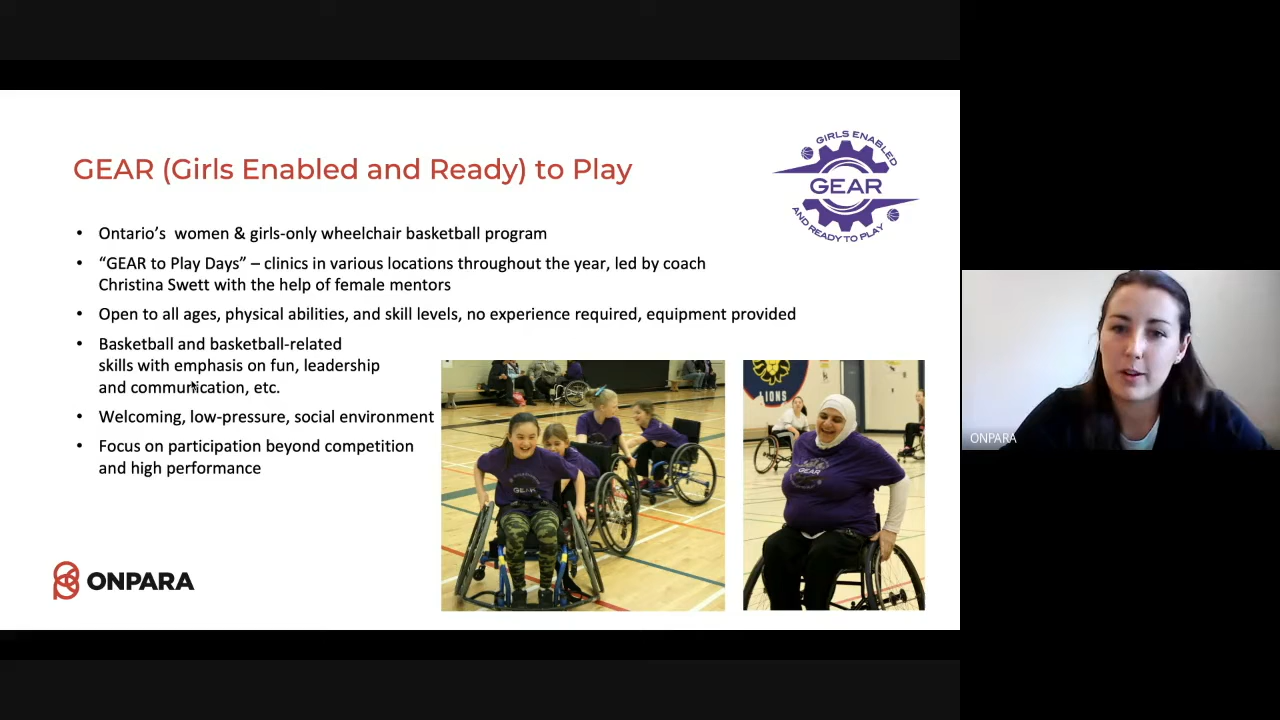 GEAR (Girls Enabled and Ready) to Play
GIRLS ENABLED
GEAR
AND READY TO PLAY
• Ontario’s  women & girls-only wheelchair basketball program
• “GEAR to Play Days” – clinics in various locations throughout the year, led by coach
Christina Swett with the help of female mentors
• Open to all ages, physical abilities, and skill levels, no experience required, equipment provided
• Basketball and basketball-related
skills with emphasis on fun, leadership
and communication, etc.
• Welcoming, low-pressure, social environment
• Focus on participation beyond competition
and high performance
LIONS
GEAR
GEAR
ONPARA
ONPARA